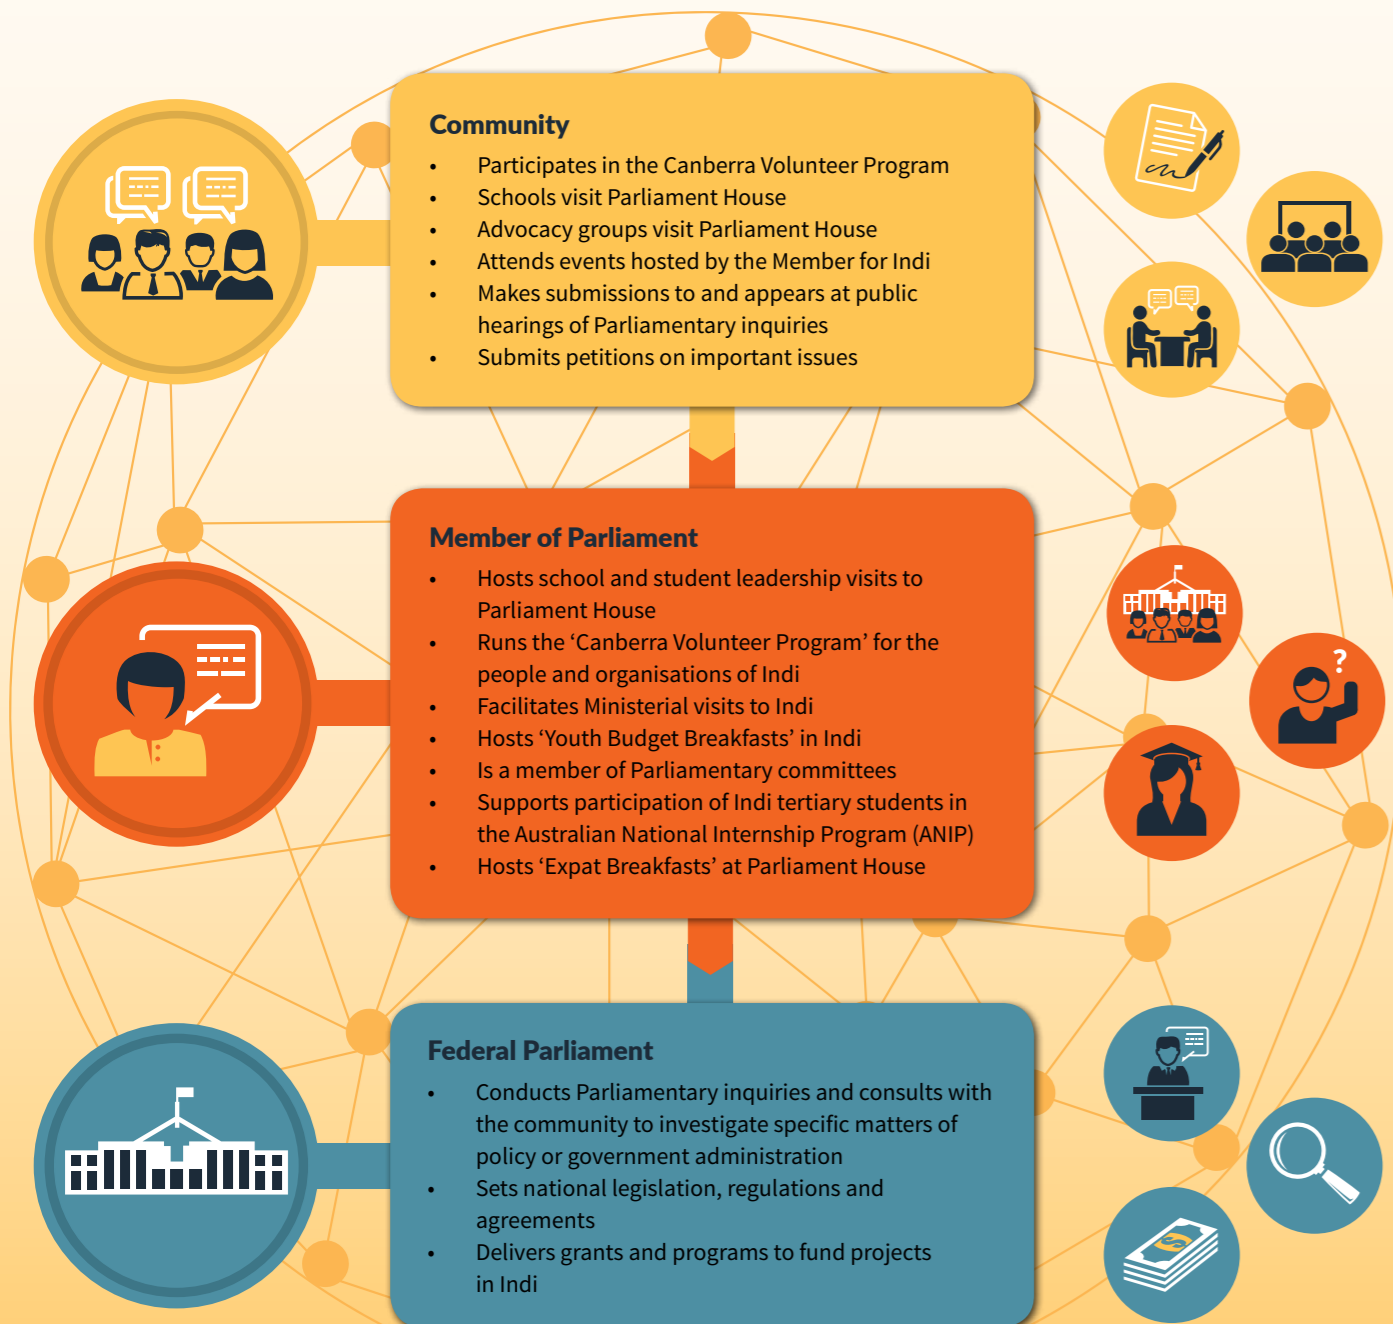 Community
• Participates in the Canberra Volunteer Program
• Schools visit Parliament House
• Advocacy groups visit Parliament House
• Attends events hosted by the Member for Indi
• Makes submissions to and appears at public
hearings of Parliamentary inquiries
• Submits petitions on important issues
Member of Parliament
• Hosts school and student leadership visits to
Parliament House
• Runs the ‘Canberra Volunteer Program’ for the
people and organisations of Indi
• Facilitates Ministerial visits to Indi
• Hosts ‘Youth Budget Breakfasts’ in Indi
• Is a member of Parliamentary committees
• Supports participation of Indi tertiary students in
the Australian National Internship Program (ANIP)
• Hosts ‘Expat Breakfasts’ at Parliament House
?
Federal Parliament
• Conducts Parliamentary inquiries and consults with
the community to investigate specific matters of
policy or government administration
• Sets national legislation, regulations and
agreements
• Delivers grants and programs to fund projects
in Indi
$